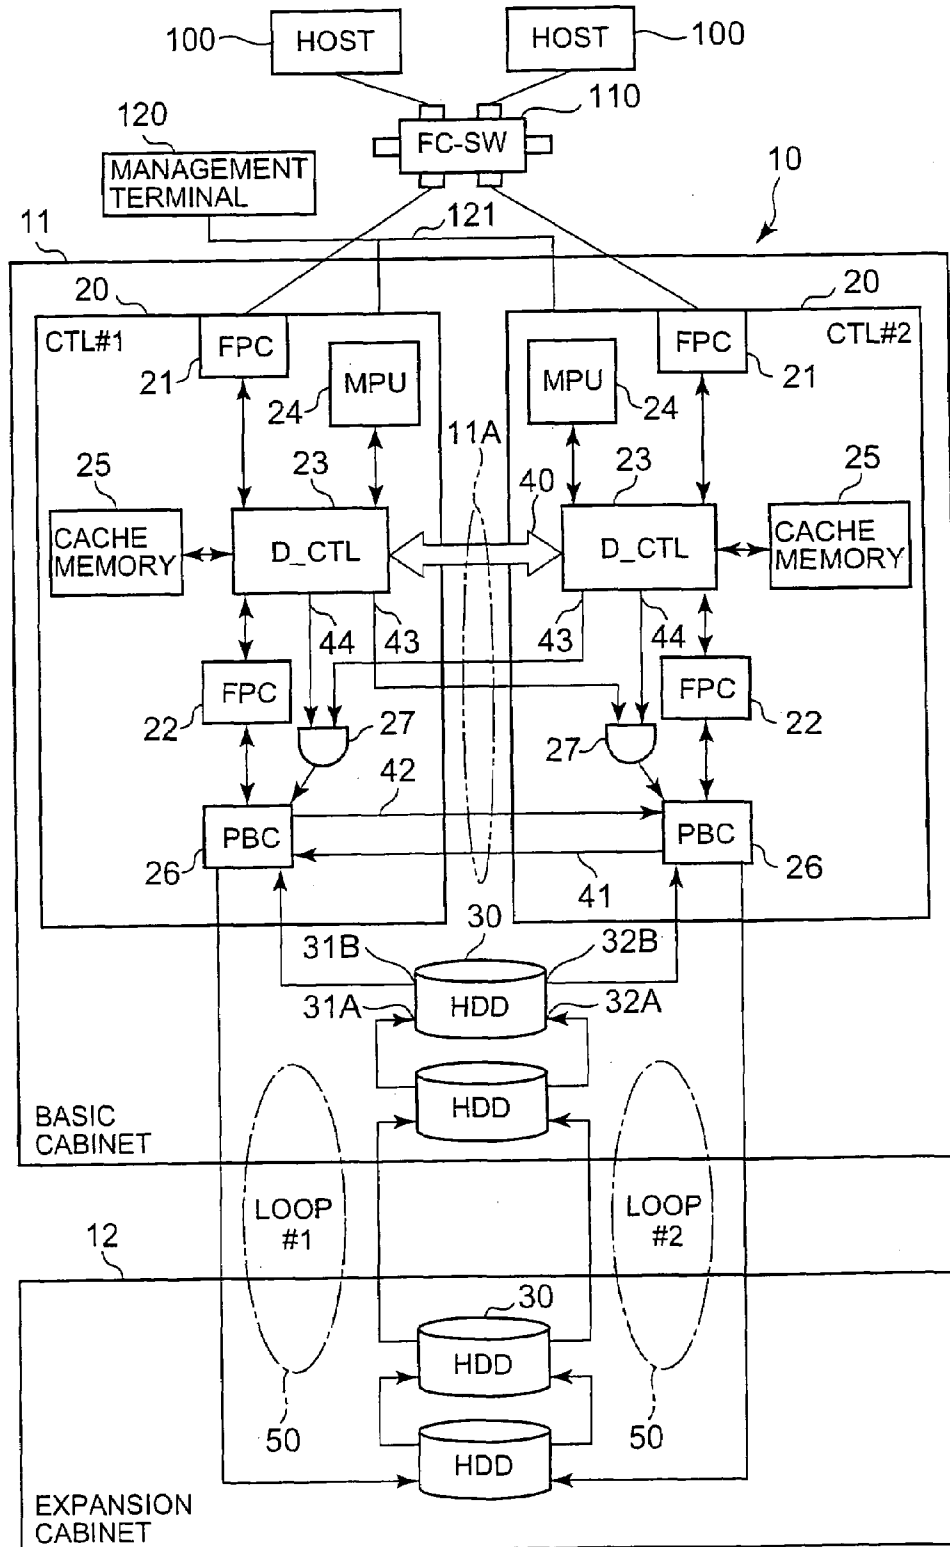 100
HOST
HOST
100
110
FC-SW
120
MANAGEMENT
TERMINAL
121
10
11
20
20
CTL#1
FPC
21
MPU
24
MPU
24
FPC
21
CTL#2
11A
25
23
40
23
25
CACHE
MEMORY
D_CTL
D_CTL
CACHE
MEMORY
44
43
43
44
FPC
22
FPC
22
27
27
42
PBC
26
PBC
26
41
30
31B
32B
31A
HDD
32A
HDD
BASIC
CABINET
LOOP
#1
LOOP
#2
12
30
HDD
50
50
HDD
EXPANSION
CABINET